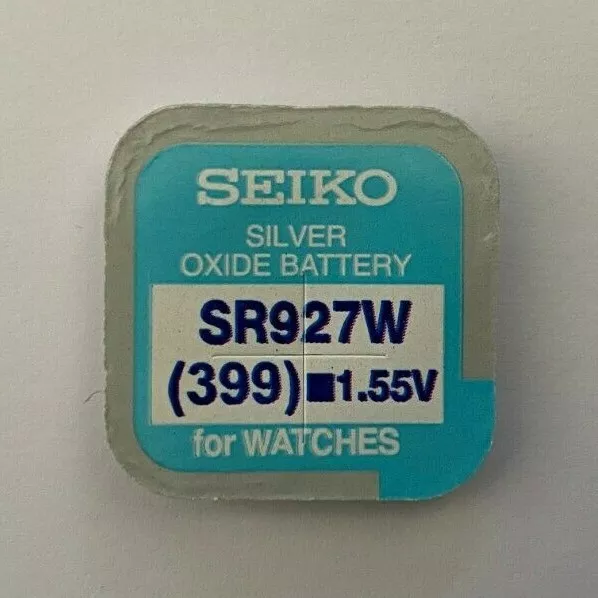 SEIKO
SILVER
OXIDE BATTERY
SR927W
(399)■1.55V
for WATCHES